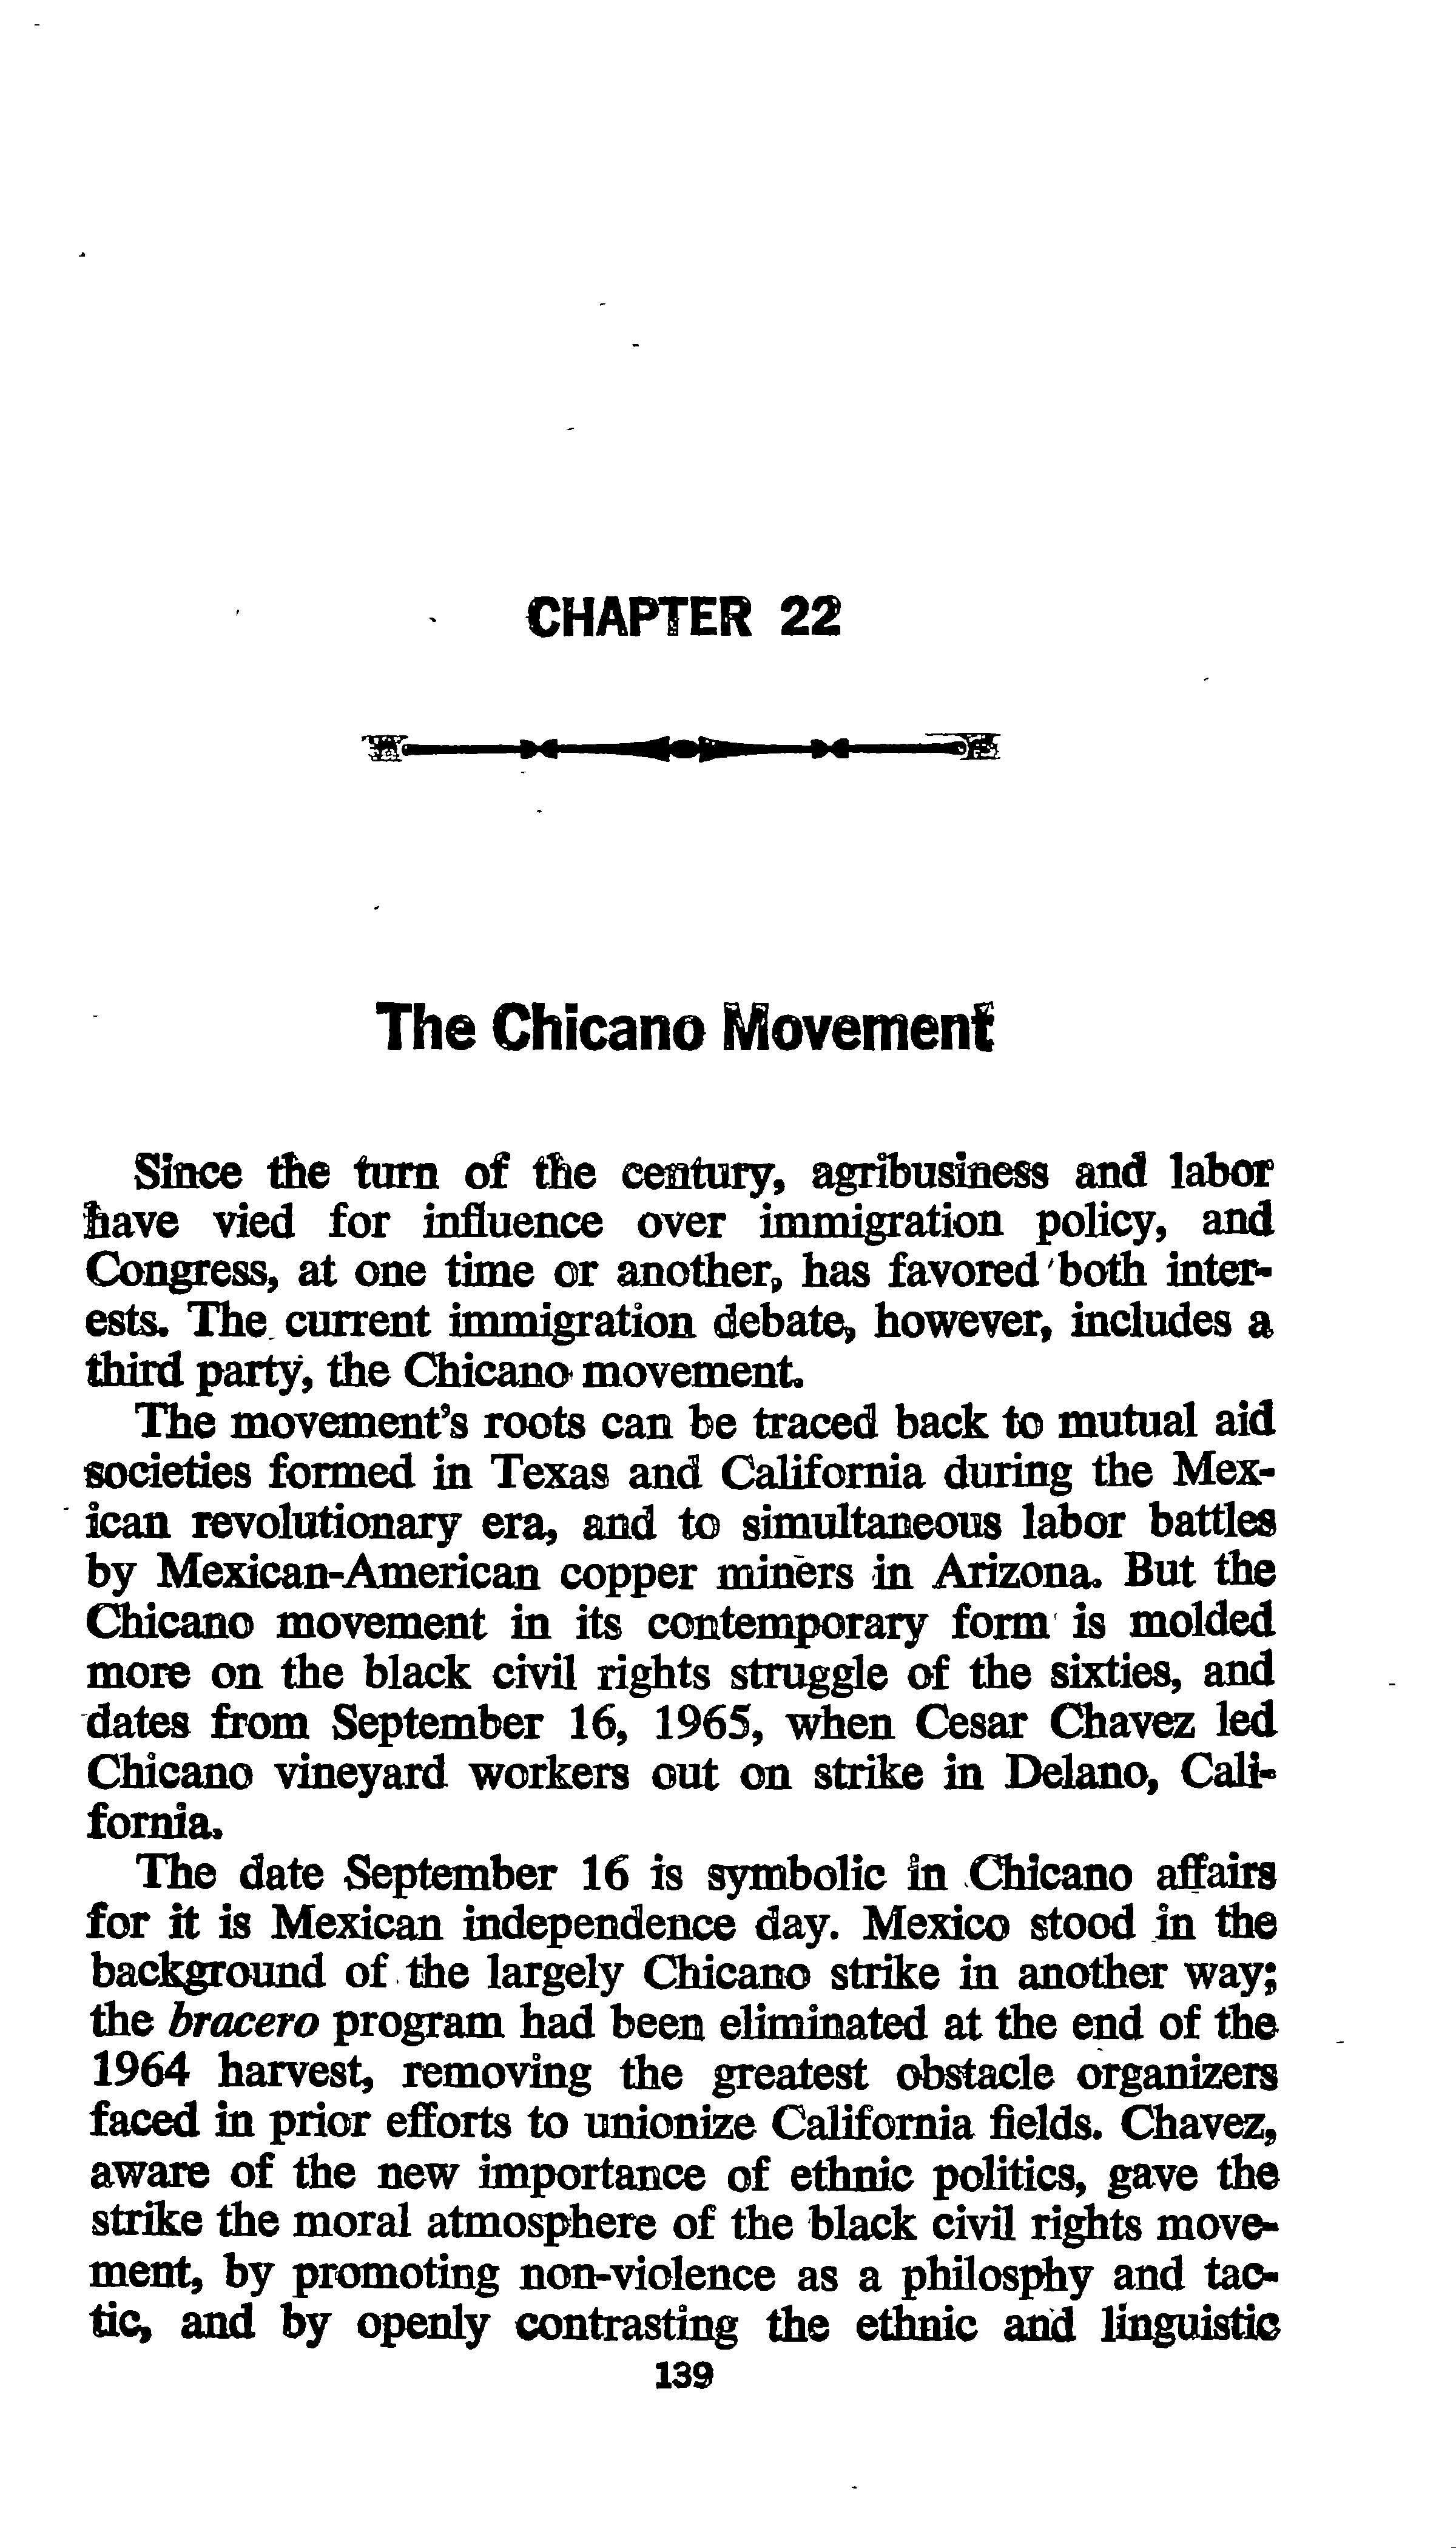 CHAPTER 22
The Chicano Movement
Since the turn of the century, agribusiness and labor
have vied for influence over immigration policy, and
Congress, at one time or another, has favored both inter-
ests. The current immigration debate, however, includes a
third party, the Chicano movement.
The movement's roots can be traced back to mutual aid
societies formed in Texas and California during the Mex-
ican revolutionary era, and to simultaneous labor battles
by Mexican-American copper miners in Arizona. But the
Chicano movement in its contemporary form is molded
more on the black civil rights struggle of the sixties, and
dates from September 16, 1965, when Cesar Chavez led
Chicano vineyard workers out on strike in Delano, Cali-
fornia.
The date September 16 is symbolic in Chicano affairs
for it is Mexican independence day. Mexico stood in the
background of the largely Chicano strike in another way;
the bracero program had been eliminated at the end of the
1964 harvest, removing the greatest obstacle organizers
faced in prior efforts to unionize California fields. Chavez,
aware of the new importance of ethnic politics, gave the
strike the moral atmosphere of the black civil rights move-
ment, by promoting non-violence as a philosphy and tac-
tic, and by openly contrasting the ethnic and linguistic
139